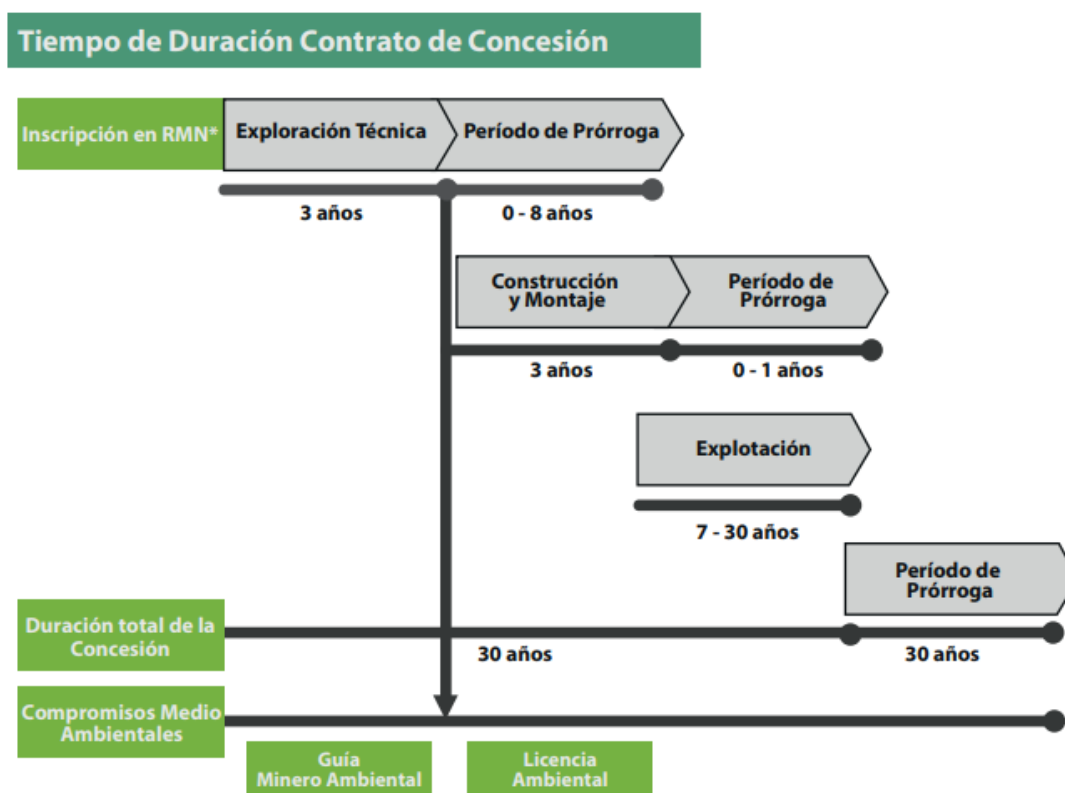 Tiempo de Duración Contrato de Concesión
Inscripción en RMN*
Exploración Técnica
Período de Prórroga
3 años
0 - 8 años
Construcción
y Montaje
Período de
Prórroga
3 años
0 - 1 años
Explotación
7 - 30 años
Período de
Prórroga
Duración total de la
Concesión
30 años
30 años
Compromisos Medio
Ambientales
Guía
Minero Ambiental
Licencia
Ambiental